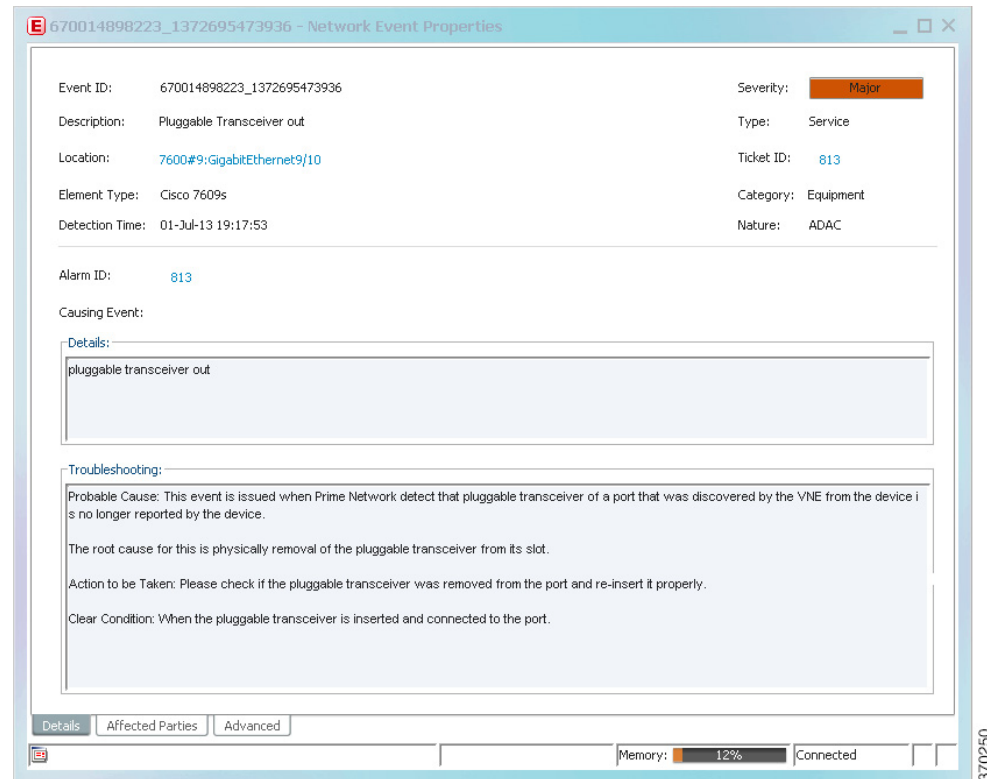 E 670014898223_1372695473936 - Network Event Properties
Event ID: 670014898223_1372695473936 Severity: Major
Description: Pluggable Transceiver out Type: Service
Location: 7600#9:GigabitEthernet9/10 Ticket ID: 813
Element Type: Cisco 7609s Category: Equipment
Detection Time: 01-Jul-13 19:17:53 Nature: ADAC
Alarm ID: 813
Causing Event:
Details:
pluggable transceiver out
Troubleshooting:
Probable Cause: This event is issued when Prime Network detect that pluggable transceiver of a port that was discovered by the VNE from the device i
s no longer reported by the device.
The root cause for this is physically removal of the pluggable transceiver from its slot.
Action to be Taken: Please check if the pluggable transceiver was removed from the port and re-insert it properly.
Clear Condition: When the pluggable transceiver is inserted and connected to the port.
Details Affected Parties Advanced
Memory: 12% Connected
370250